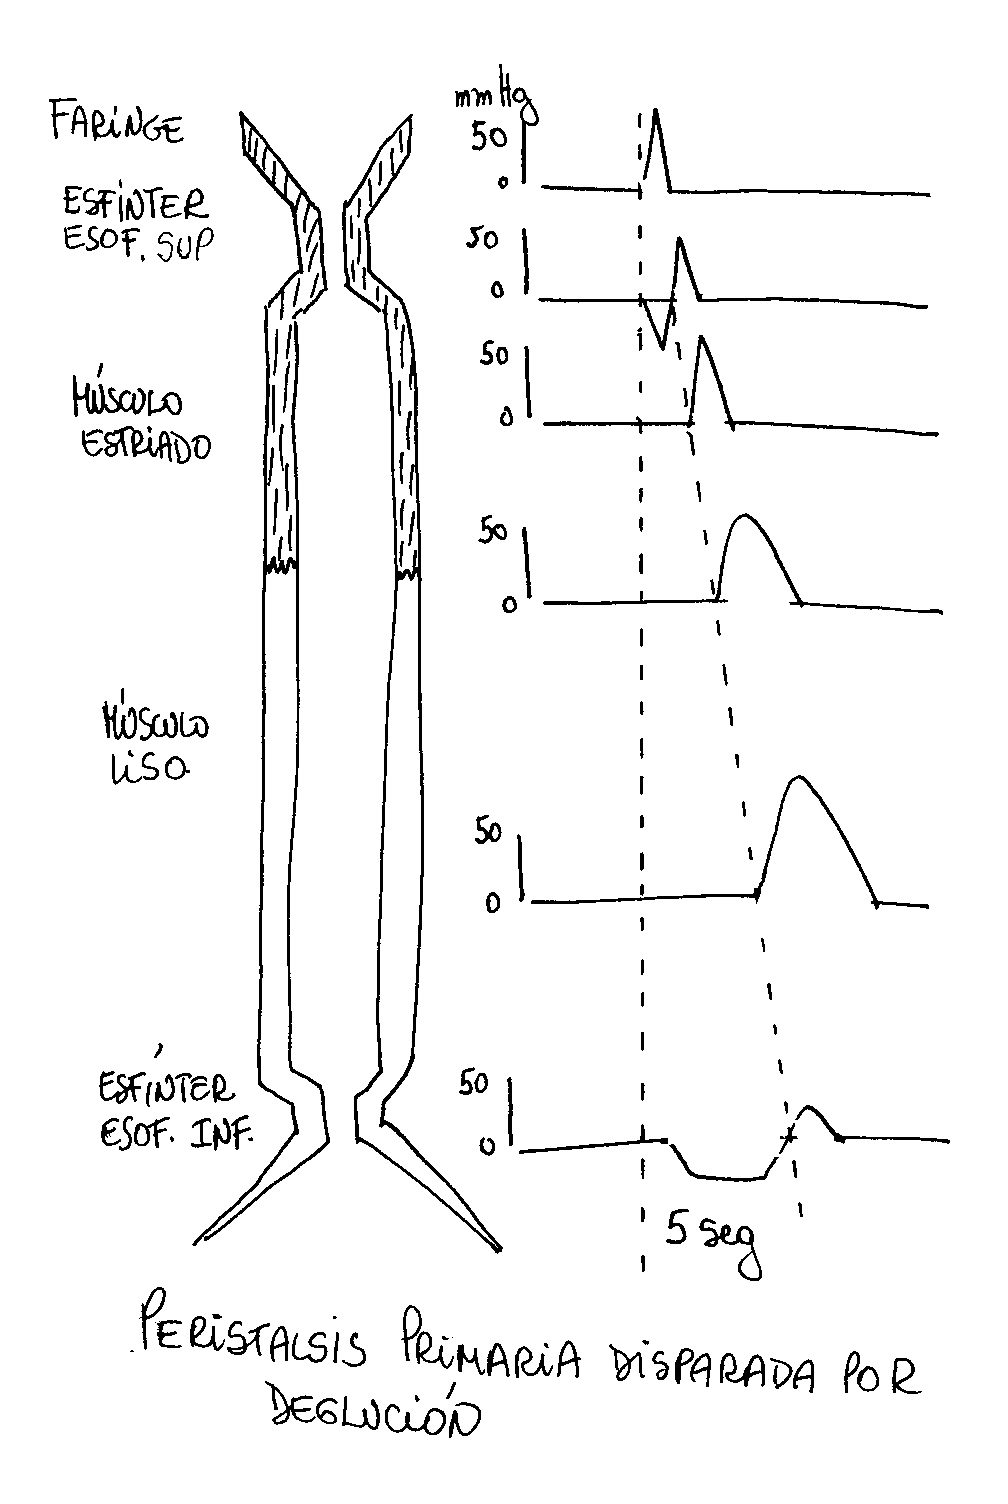 mmHg
FARINGE
50
0
ESFÍNTER
ESOF. SUP
50
0
50
0
MÚSCULO
ESTRIADO
50
0
MÚSCULO
LISO
50
0
ESFÍNTER
ESOF. INF.
50
0
5 seg
PERISTALSIS PRIMARIA DISPARADA POR
DEGLUCIÓN